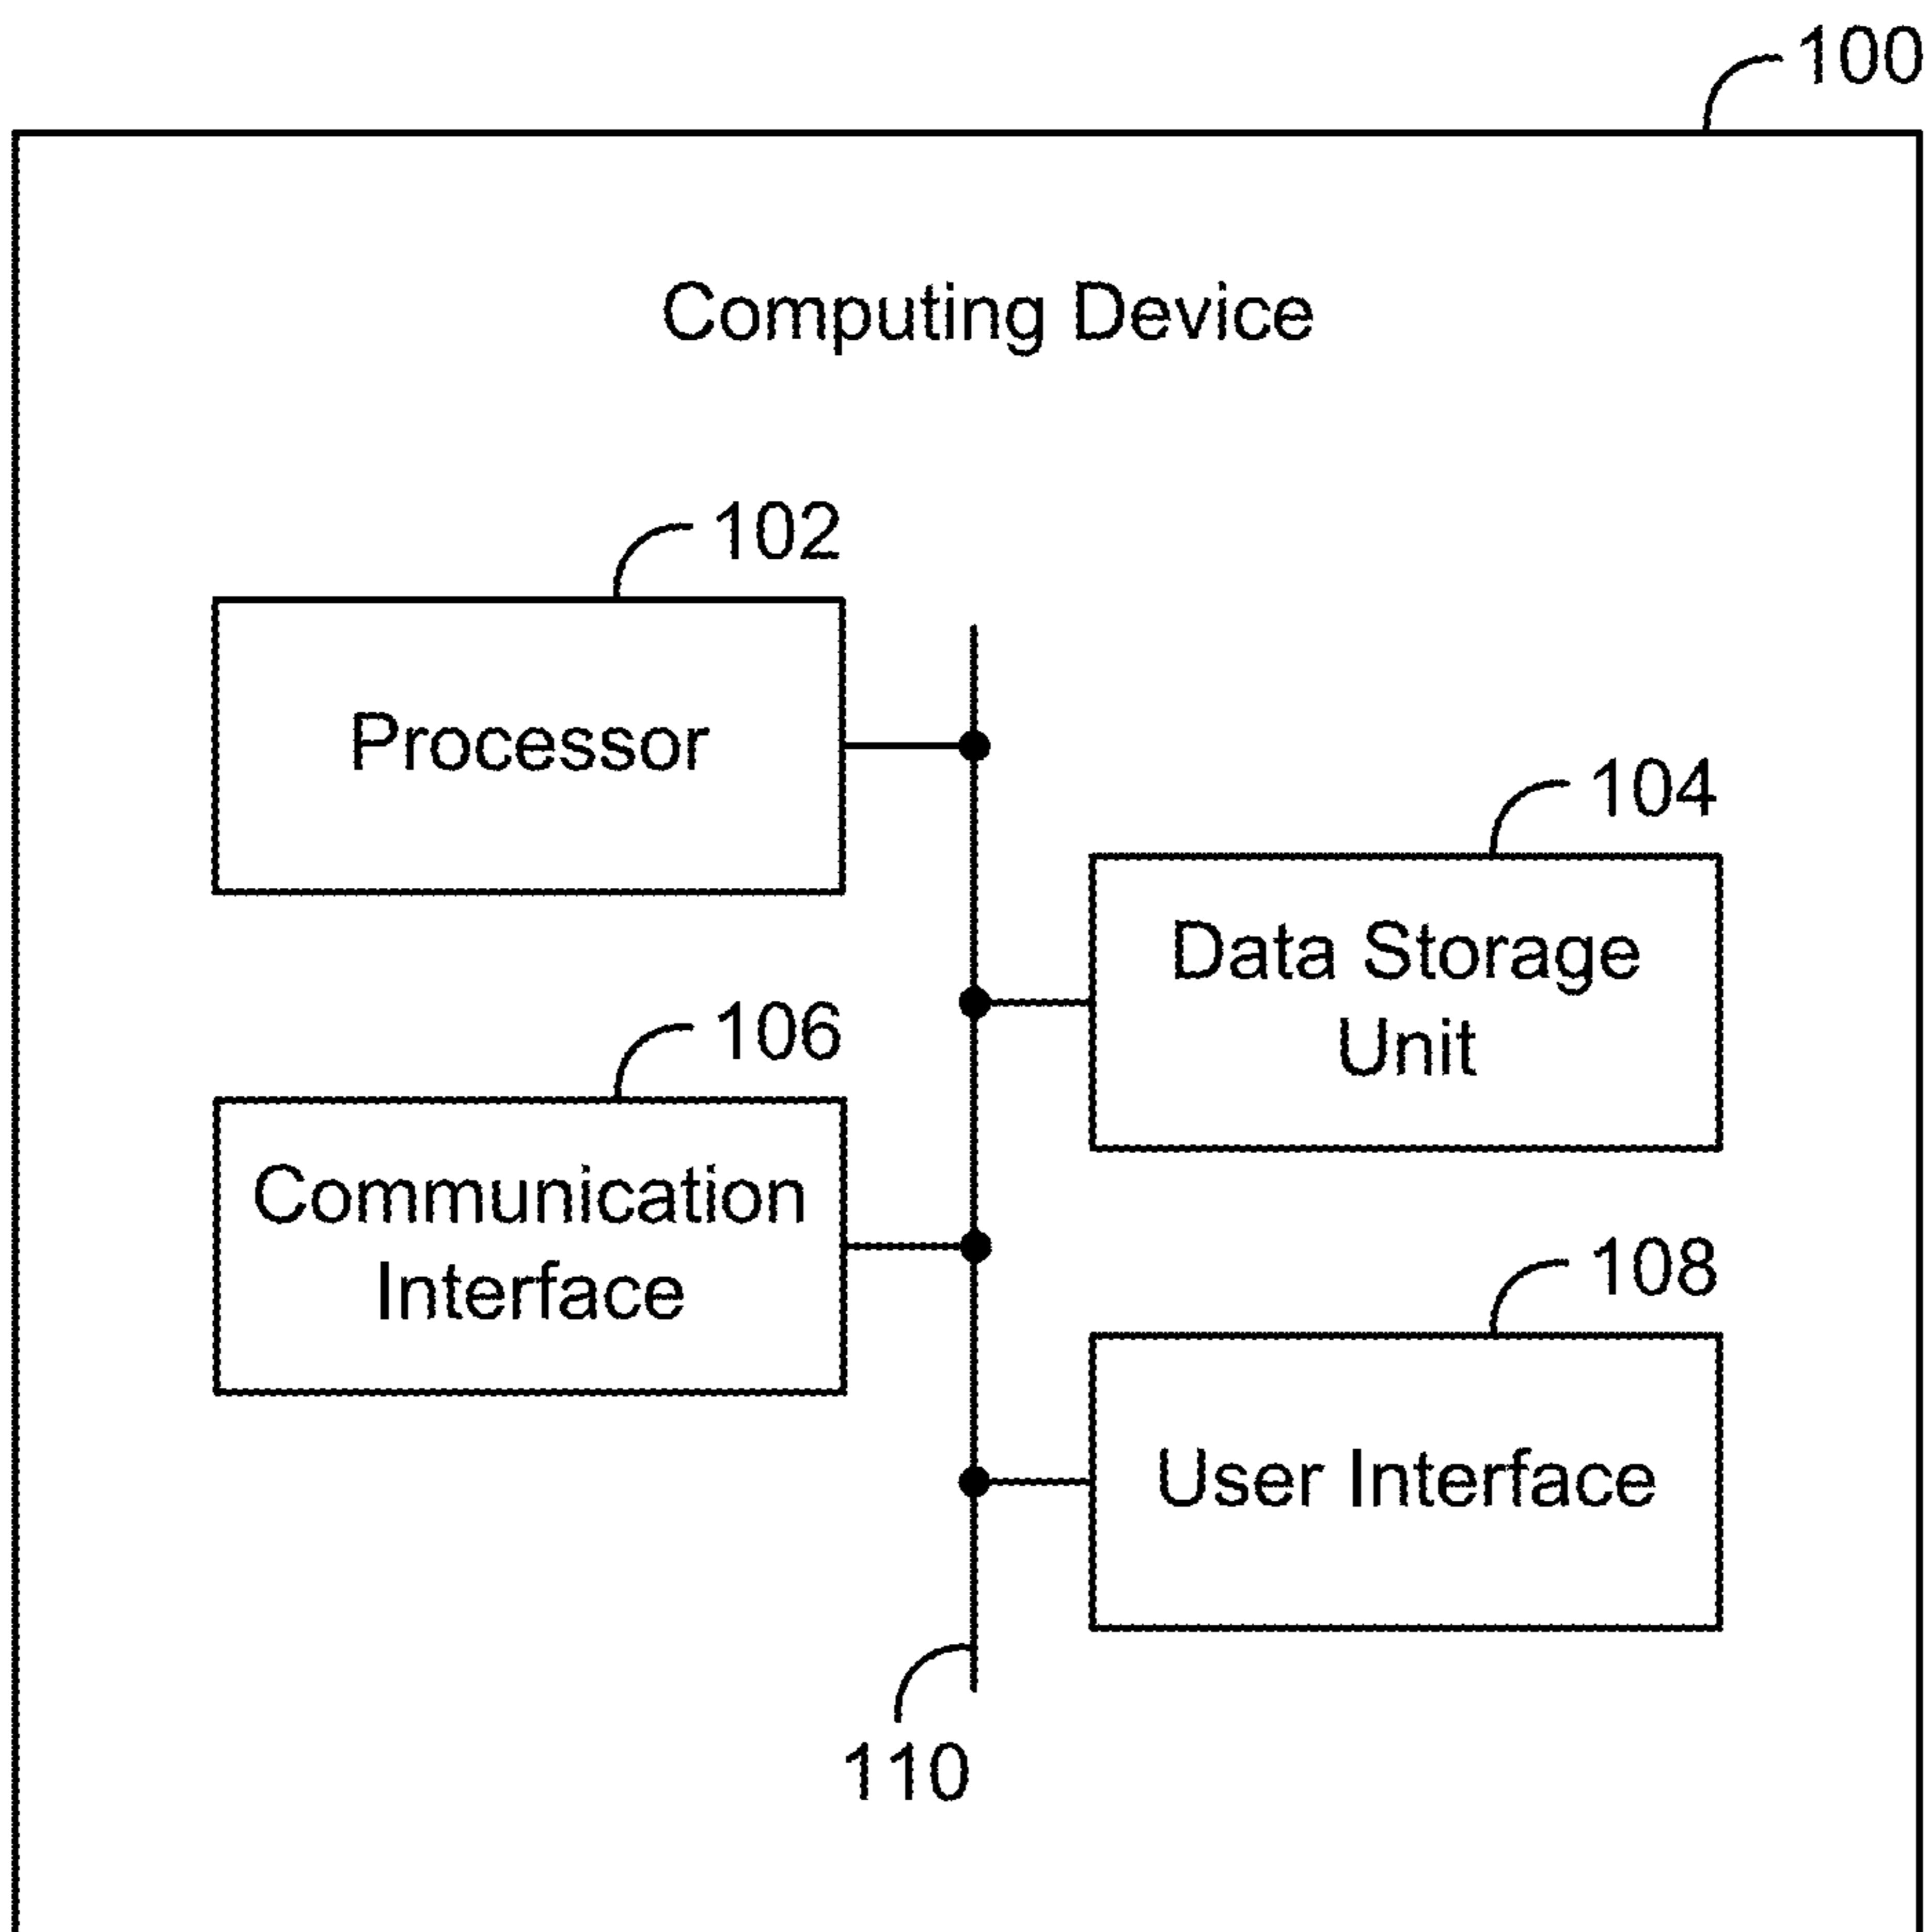 100
Computing Device
102
Processor
104
Data Storage
Unit
106
Communication
Interface
108
User Interface
110